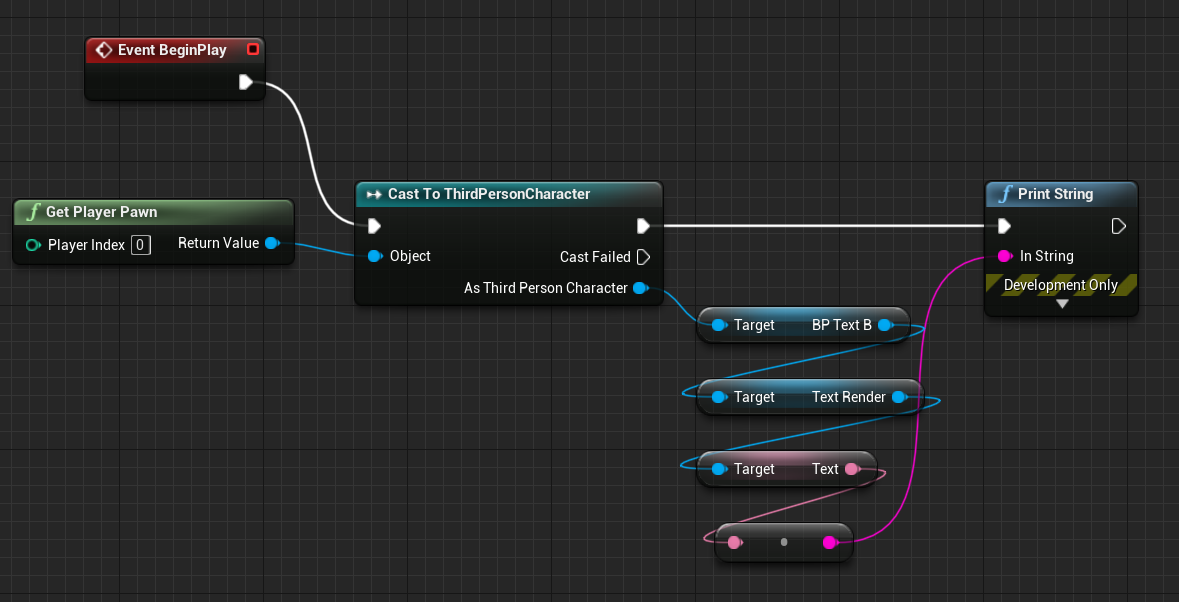 Event BeginPlay
Cast To ThirdPersonCharacter
Print String
f Get Player Pawn
Player Index 0 Return Value
Object
Cast Failed
In String
As Third Person Character
Development Only
Target BP Text B
Target Text Render
Target Text